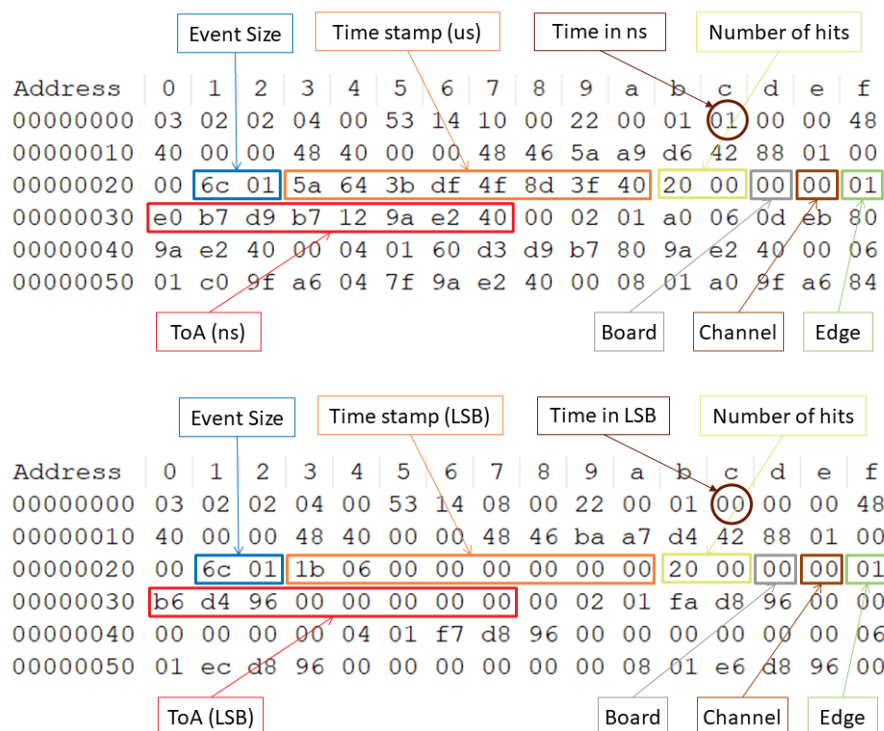 Event Size Time stamp (us) Time in ns Number of hits
Address 0 1 2 3 4 5 6 7 8 9 a b c d e f
00000000 03 02 02 04 00 53 14 10 00 22 00 01 01 00 00 48
00000010 40 00 00 48 40 00 00 48 46 5a a9 d6 42 88 01 00
00000020 00 6c 01 5a 64 3b df 4f 8d 3f 40 20 00 00 00 01
00000030 e0 b7 d9 b7 12 9a e2 40 00 02 01 a0 06 0d eb 80
00000040 9a e2 40 00 04 01 60 d3 d9 b7 80 9a e2 40 00 06
00000050 01 c0 9f a6 04 7f 9a e2 40 00 08 01 a0 9f a6 84
ToA (ns) Board Channel Edge
Event Size Time stamp (LSB) Time in LSB Number of hits
Address 0 1 2 3 4 5 6 7 8 9 a b c d e f
00000000 03 02 02 04 00 53 14 08 00 22 00 01 00 00 00 48
00000010 40 00 00 48 40 00 00 48 46 ba a7 d4 42 88 01 00
00000020 00 6c 01 1b 06 00 00 00 00 00 00 20 00 00 00 01
00000030 b6 d4 96 00 00 00 00 00 00 02 01 fa d8 96 00 00
00000040 00 00 00 00 04 01 f7 d8 96 00 00 00 00 00 00 06
00000050 01 ec d8 96 00 00 00 00 00 00 08 01 e6 d8 96 00
ToA (LSB) Board Channel Edge